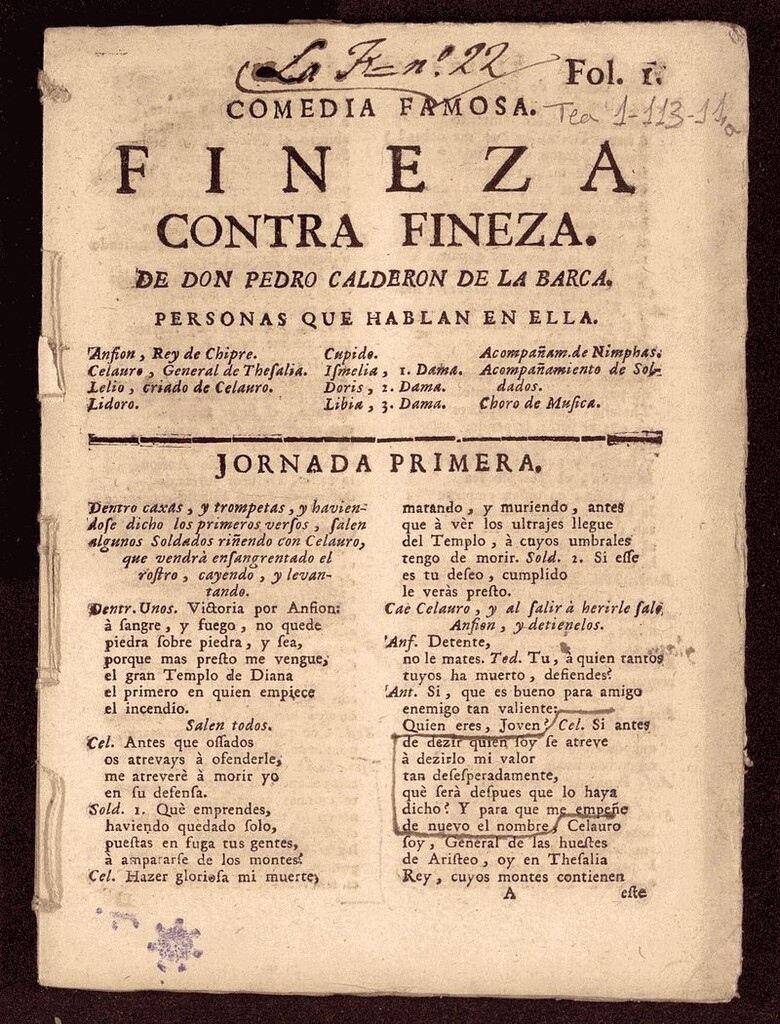 La F= nº. 22
Fol. 1.
COMEDIA FAMOSA.
Tea 1-113-11,a
FINEZA
CONTRA FINEZA.
DE DON PEDRO CALDERON DE LA BARCA.
PERSONAS QUE HABLAN EN ELLA.
Anfion, Rey de Chipre.
Celauro, General de Theſalia.
Lelio, criado de Celauro.
Lidoro.
Cupido.
Iſmelia, 1. Dama.
Doris, 2. Dama.
Libia, 3. Dama.
Acompañam. de Nimphas.
Acompañamiento de Sol-
dados.
Choro de Muſica.
JORNADA PRIMERA.
Dentro caxas, y trompetas, y havien-
doſe dicho los primeros verſos, ſalen
algunos Soldados riñendo con Celauro,
que vendrà enſangrentado el
roſtro, cayendo, y levan-
tando.
Dentr. Unos. Victoria por Anfion:
à ſangre, y fuego, no quede
piedra ſobre piedra, y ſea,
porque mas preſto me vengue,
el gran Templo de Diana
el primero en quien empiece
el incendio.
Salen todos.
Cel. Antes que oſſados
os atrevays à ofenderle,
me atreverè à morir yo
en ſu defenſa.
Sold. 1. Què emprendes,
haviendo quedado ſolo,
pueſtas en fuga tus gentes,
à ampararſe de los montes?
Cel. Hazer glorioſa mi muerte,
matando, y muriendo, antes
que à vèr los ultrajes llegue
del Templo, à cuyos umbrales
tengo de morir. Sold. 2. Si eſſe
es tu deſeo, cumplido
le veràs preſto.
Cae Celauro, y al ſalir à herirle ſale
Anfion, y detienelos.
Anf. Detente,
no le mates. Tod. Tu, à quien tantos
tuyos ha muerto, defiendes?
Ant. Si, que es bueno para amigo
enemigo tan valiente:
Quien eres, Joven? Cel. Si antes
de dezir quien ſoy ſe atreve
à dezirlo mi valor
tan deſeſperadamente,
què ſerà deſpues que lo haya
dicho? Y para que me empeñe
de nuevo el nombre, Celauro
ſoy, General de las hueſtes
de Ariſteo, oy en Theſalia
Rey, cuyos montes contienen
A
eſte